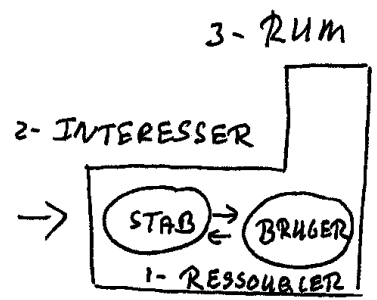 3 - RUM
2 - INTERESSER
STAB
BRUGER
1 - RESSOURCER